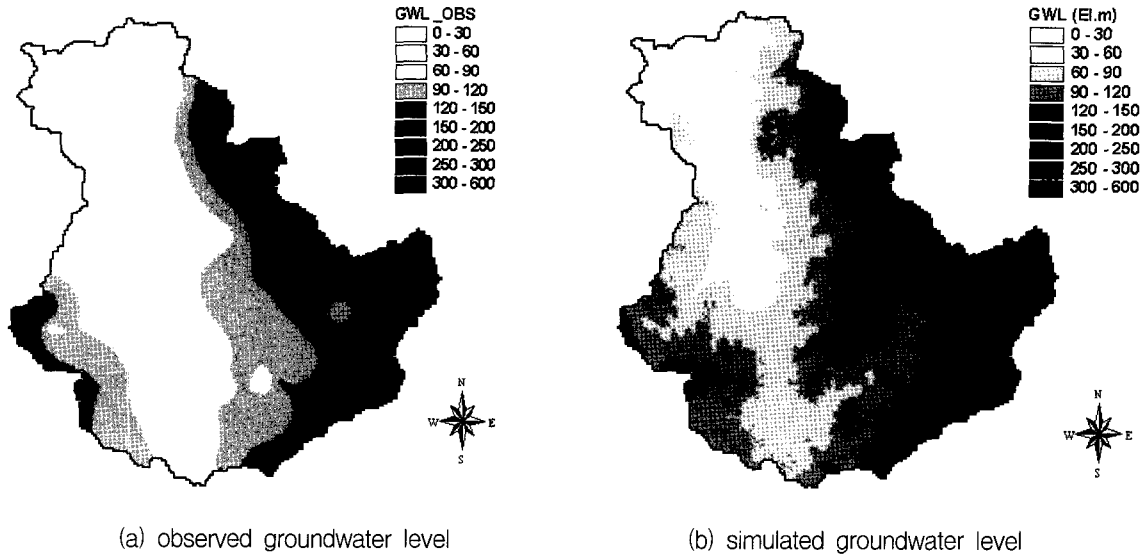 GWL_OBS
0 - 30
30 - 60
60 - 90
90 - 120
120 - 150
150 - 200
200 - 250
250 - 300
300 - 600
N
W
E
S
(a) observed groundwater level
GWL (El.m)
0 - 30
30 - 60
60 - 90
90 - 120
120 - 150
150 - 200
200 - 250
250 - 300
300 - 600
N
W
E
S
(b) simulated groundwater level